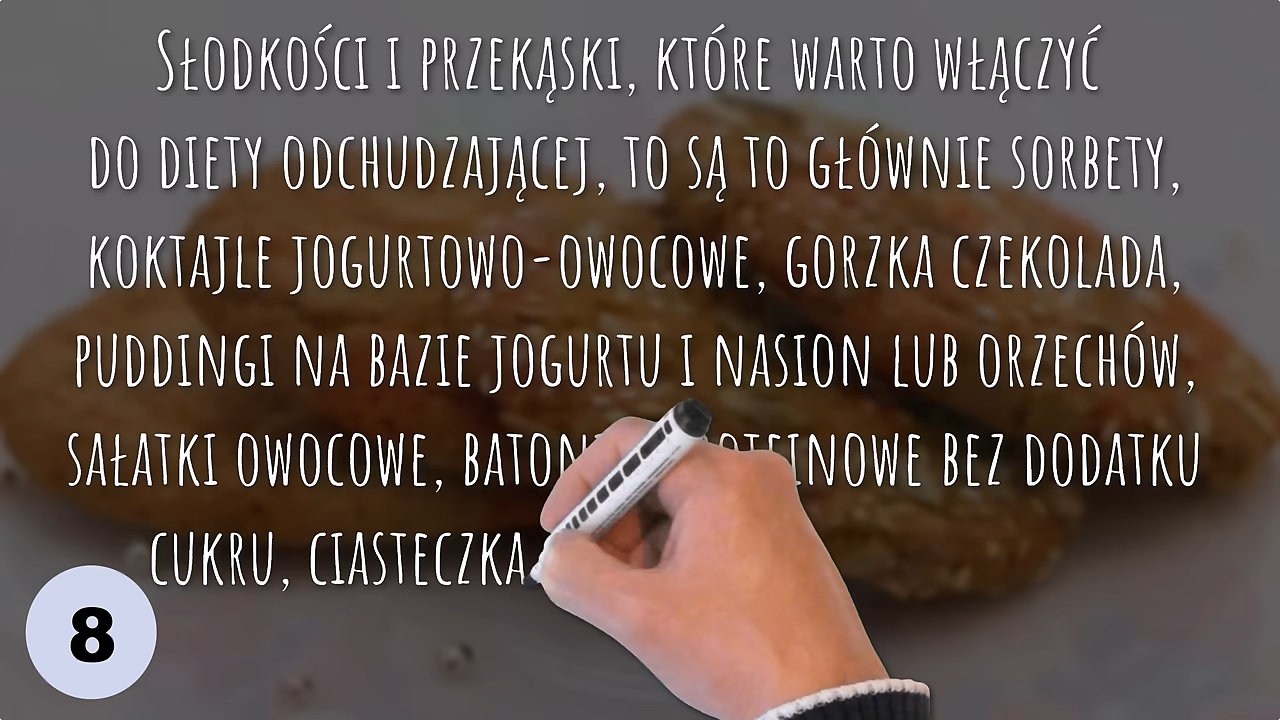 Słodkości i przekąski, które warto włączyć
do diety odchudzającej, to są to głównie sorbety,
koktajle jogurtowo-owocowe, gorzka czekolada,
puddingi na bazie jogurtu i nasion lub orzechów,
sałatki owocowe, bez dodatku
cukru, ciasteczka
8